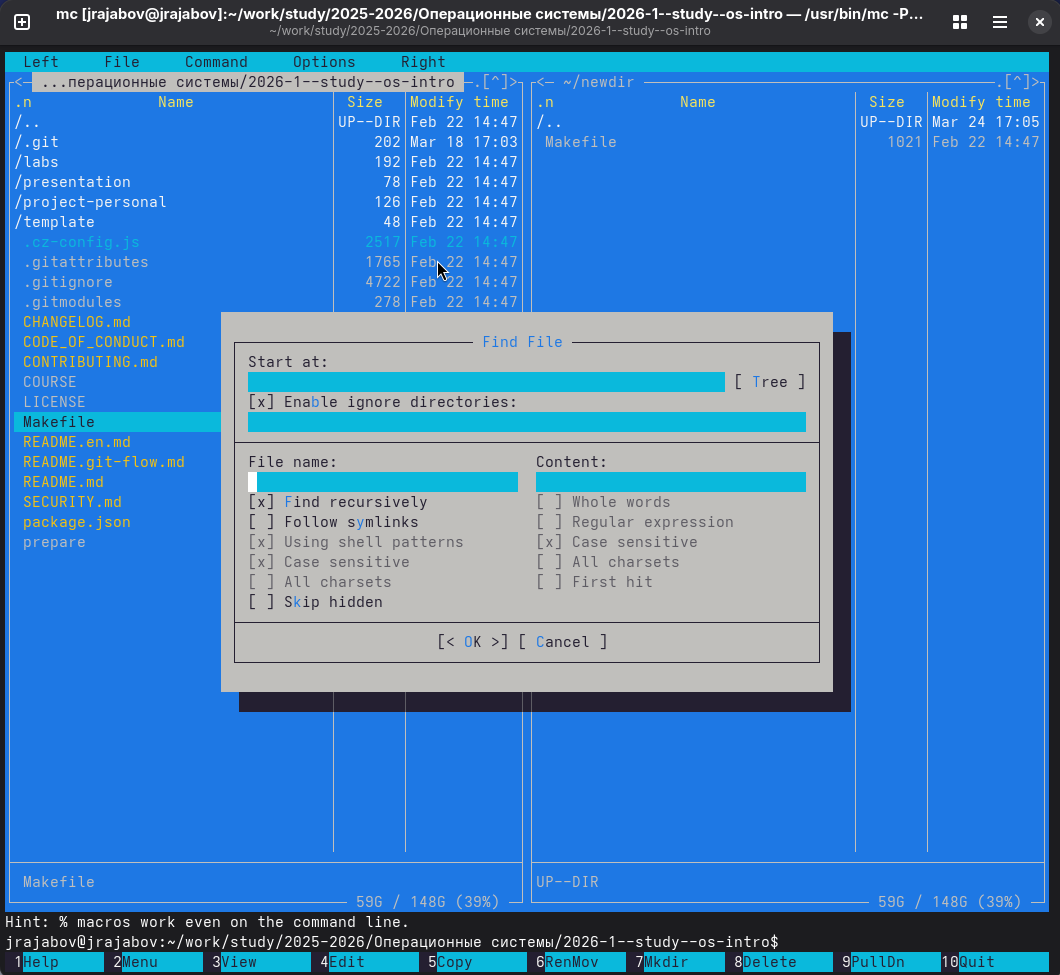 mc [jrajabov@jrajabov]:~/work/study/2025-2026/Операционные системы/2026-1--study--os-intro — /usr/bin/mc -P...
~/work/study/2025-2026/Операционные системы/2026-1--study--os-intro
Left File Command Options Right
<─ ...перационные системы/2026-1--study--os-intro ─.[^]> <─ ~/newdir ─.[^]>
.n Name Size Modify time .n Name Size Modify time
/.. UP--DIR Feb 22 14:47 /.. UP--DIR Mar 24 17:05
/.git 202 Mar 18 17:03 Makefile 1021 Feb 22 14:47
/labs 192 Feb 22 14:47
/presentation 78 Feb 22 14:47
/project-personal 126 Feb 22 14:47
/template 48 Feb 22 14:47
.cz-config.js 2517 Feb 22 14:47
.gitattributes 1765 Feb 22 14:47
.gitignore 4722 Feb 22 14:47
.gitmodules 278 Feb 22 14:47
CHANGELOG.md
CODE_OF_CONDUCT.md
CONTRIBUTING.md
COURSE
LICENSE
Makefile
README.en.md
README.git-flow.md
README.md
SECURITY.md
package.json
prepare
Find File
Start at:
[ Tree ]
[x] Enable ignore directories:
File name: Content:
[x] Find recursively [ ] Whole words
[ ] Follow symlinks [ ] Regular expression
[x] Using shell patterns [x] Case sensitive
[x] Case sensitive [ ] All charsets
[ ] All charsets [ ] First hit
[ ] Skip hidden
[< OK >] [ Cancel ]
Makefile UP--DIR
59G / 148G (39%) 59G / 148G (39%)
Hint: % macros work even on the command line.
jrajabov@jrajabov:~/work/study/2025-2026/Операционные системы/2026-1--study--os-intro$
1Help 2Menu 3View 4Edit 5Copy 6RenMov 7Mkdir 8Delete 9PullDn 10Quit